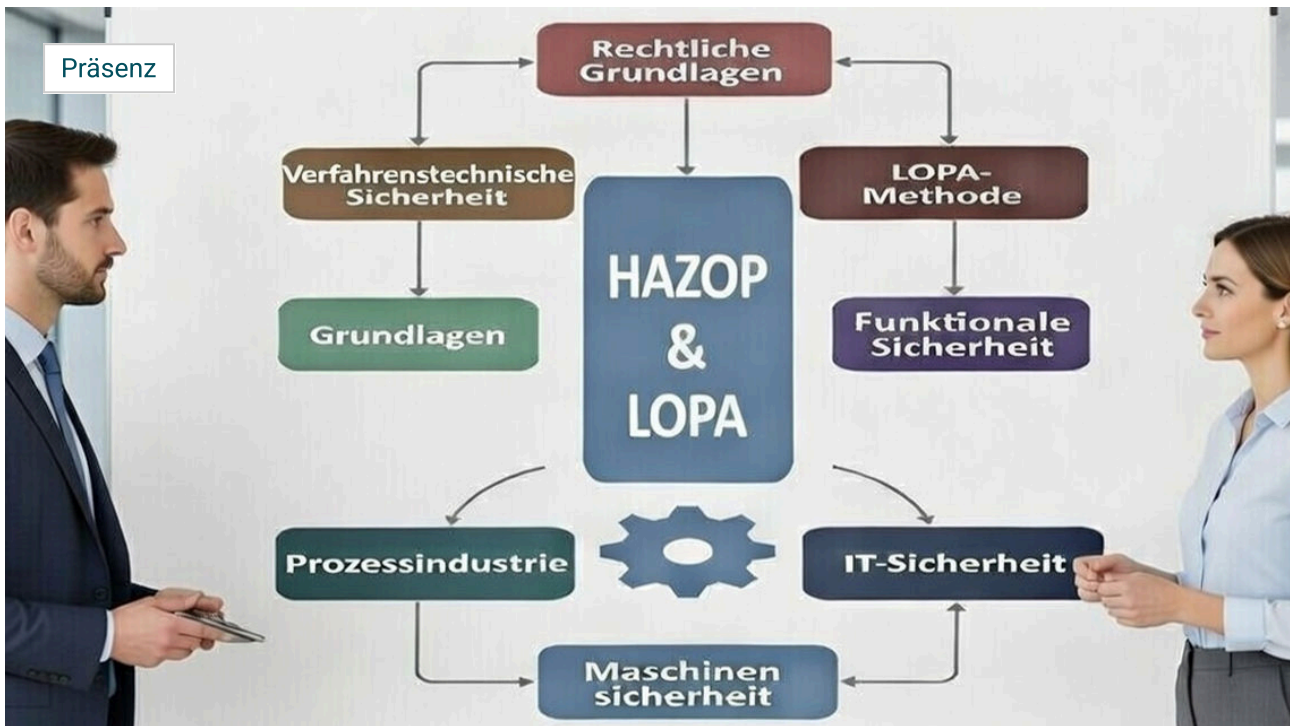 Präsenz
Rechtliche
Grundlagen
Verfahrenstechnische
Sicherheit
LOPA-
Methode
HAZOP
&
LOPA
Grundlagen
Funktionale
Sicherheit
Prozessindustrie
IT-Sicherheit
Maschinen
sicherheit